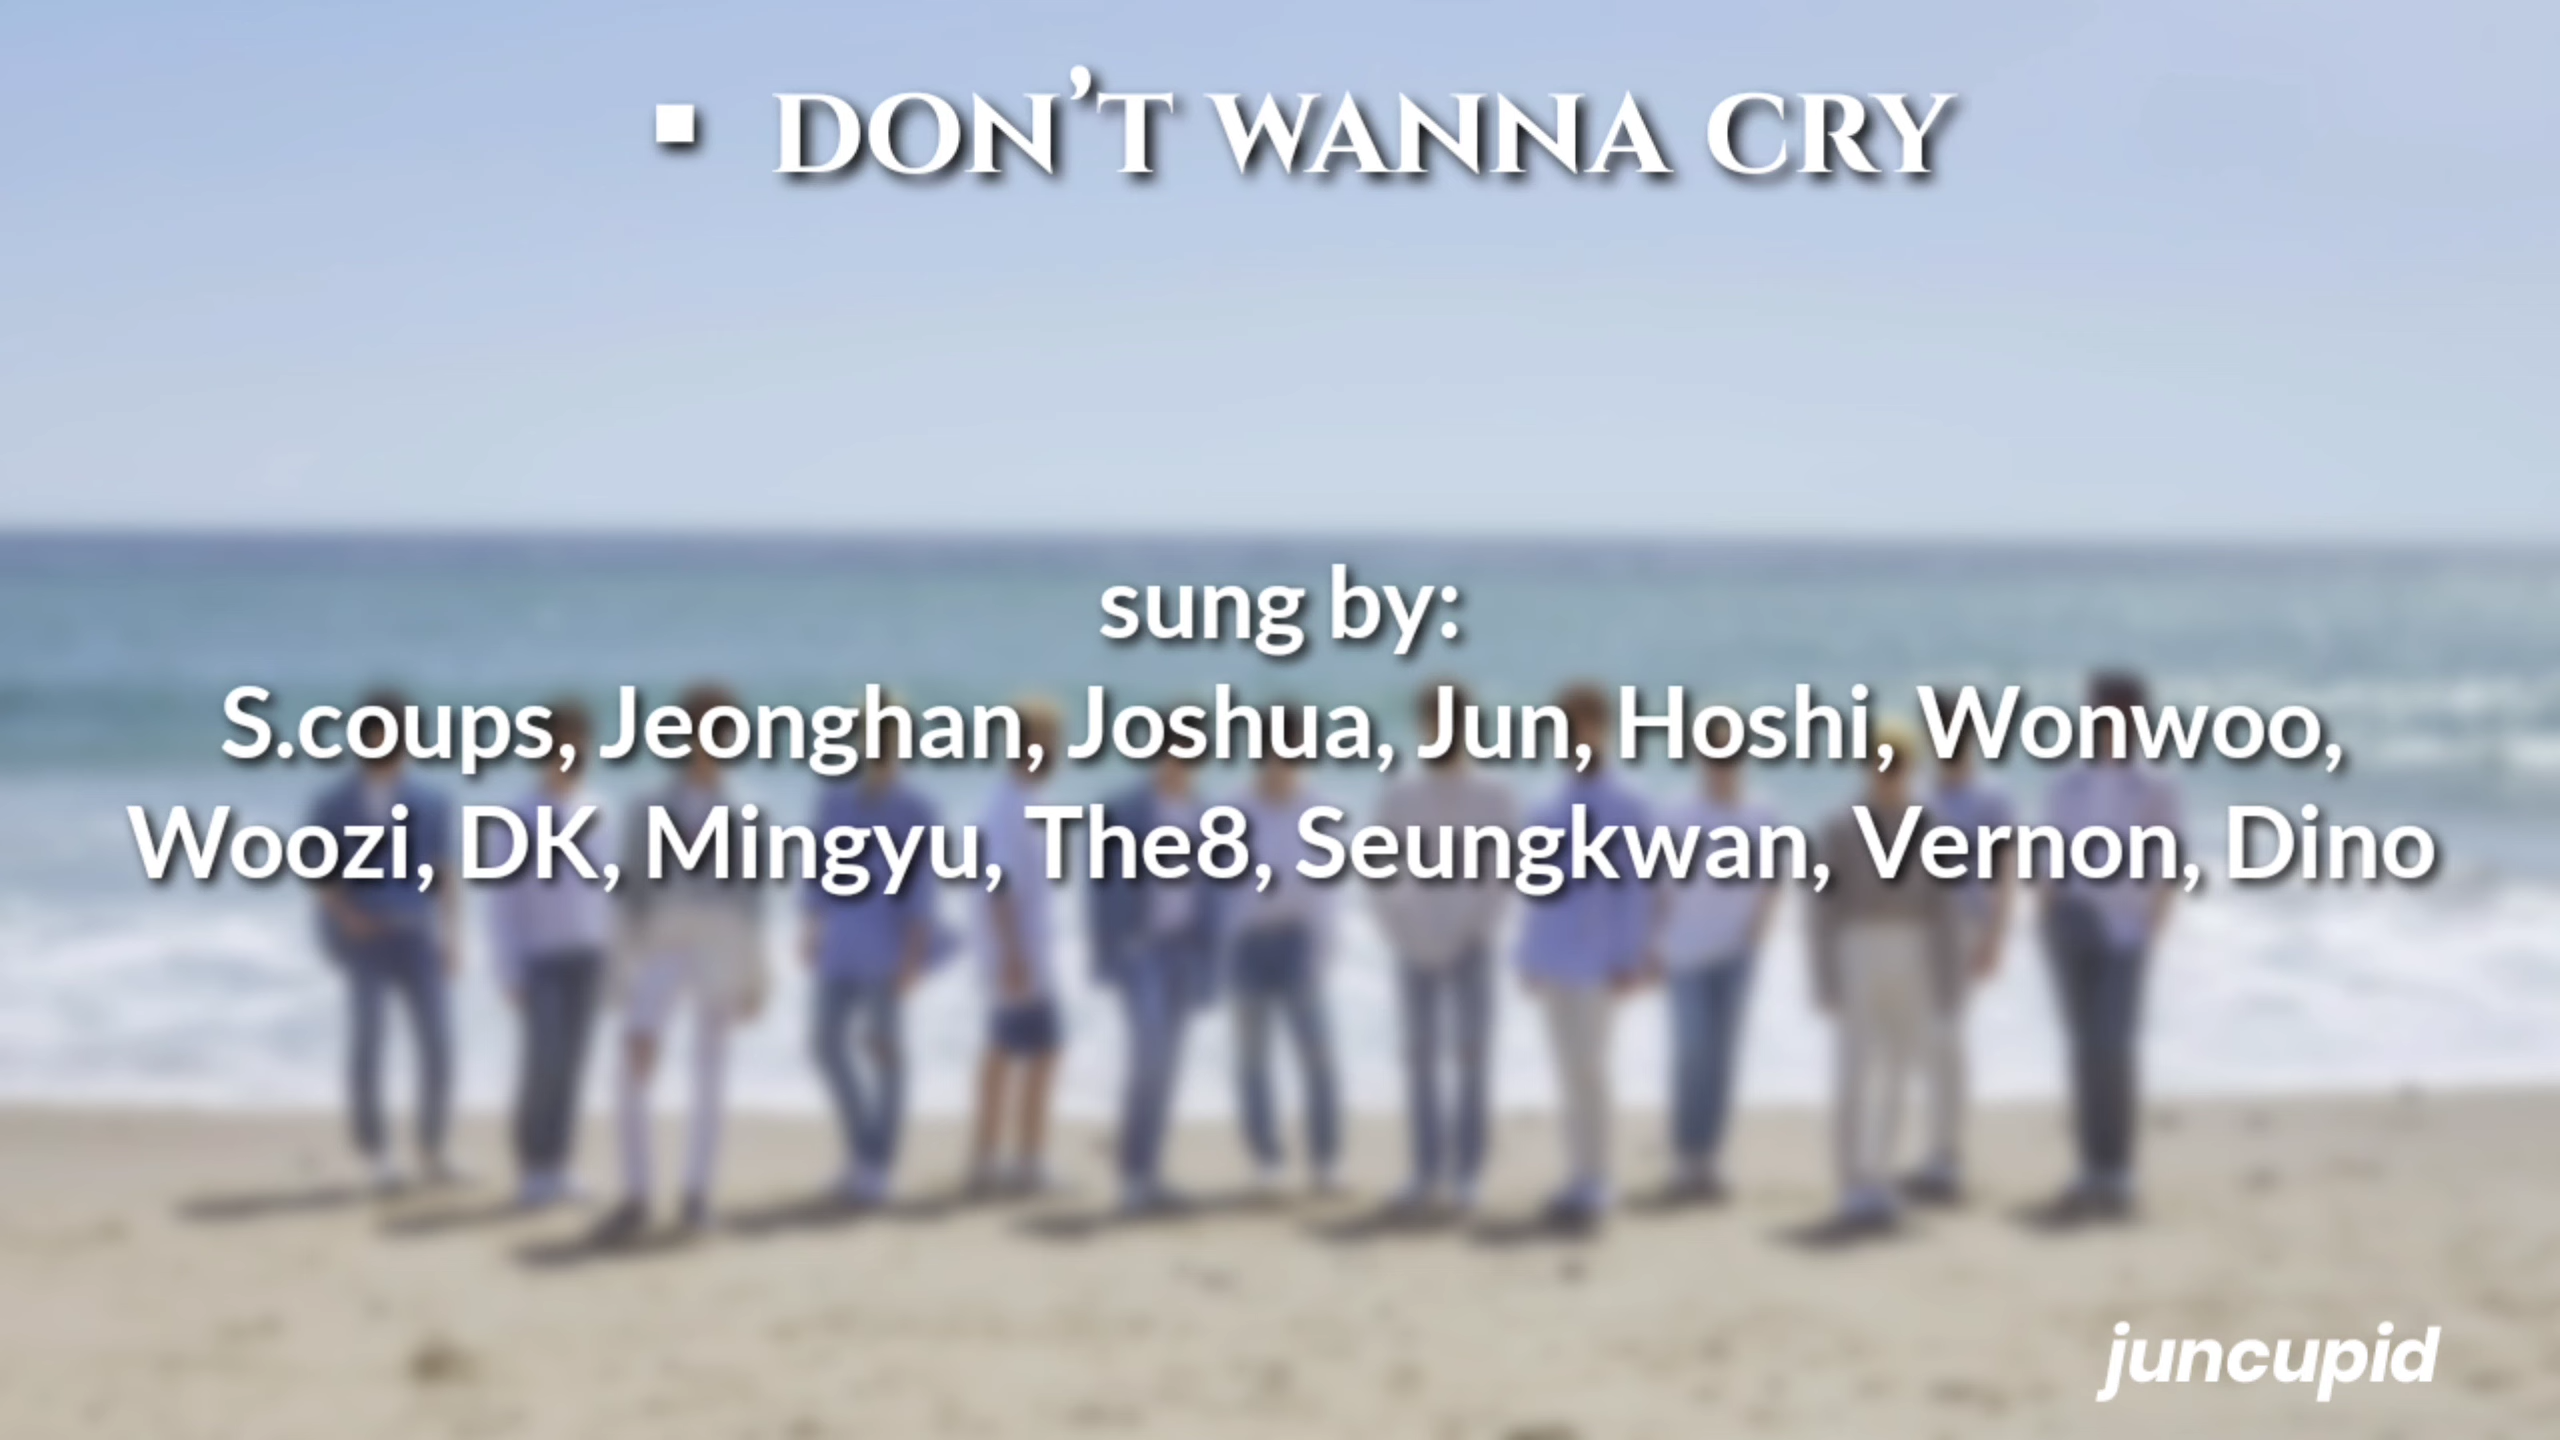 ▪ DON’T WANNA CRY
sung by:
S.coups, Jeonghan, Joshua, Jun, Hoshi, Wonwoo,
Woozi, DK, Mingyu, The8, Seungkwan, Vernon, Dino
juncupid